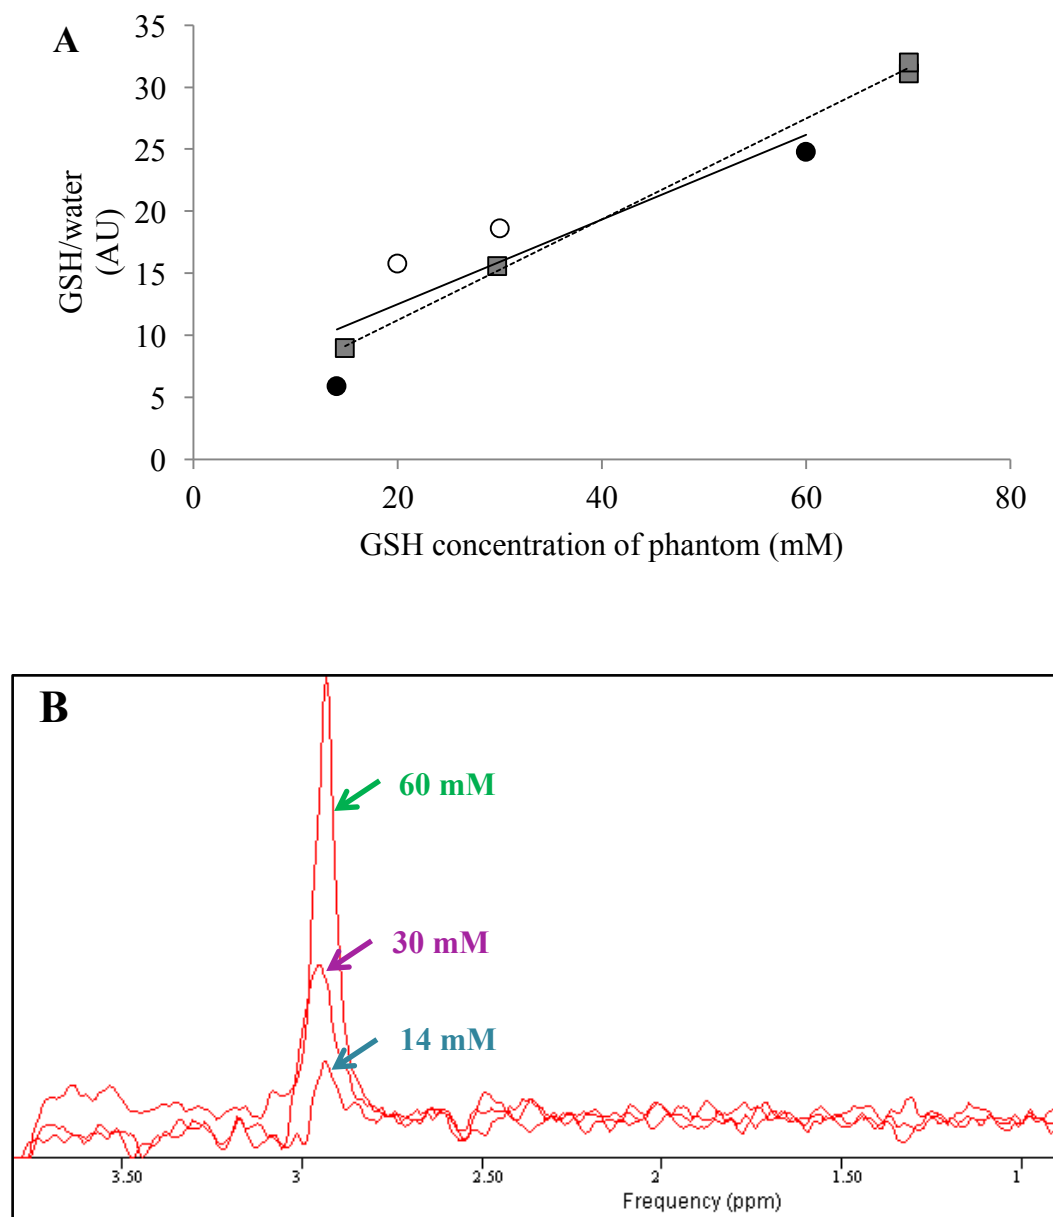 A
35
30
25
20
15
10
5
0
GSH/water
(AU)
0 20 40 60 80
GSH concentration of phantom (mM)
B
60 mM
30 mM
14 mM
3.50 3 2.50 2 1.50 1
Frequency (ppm)